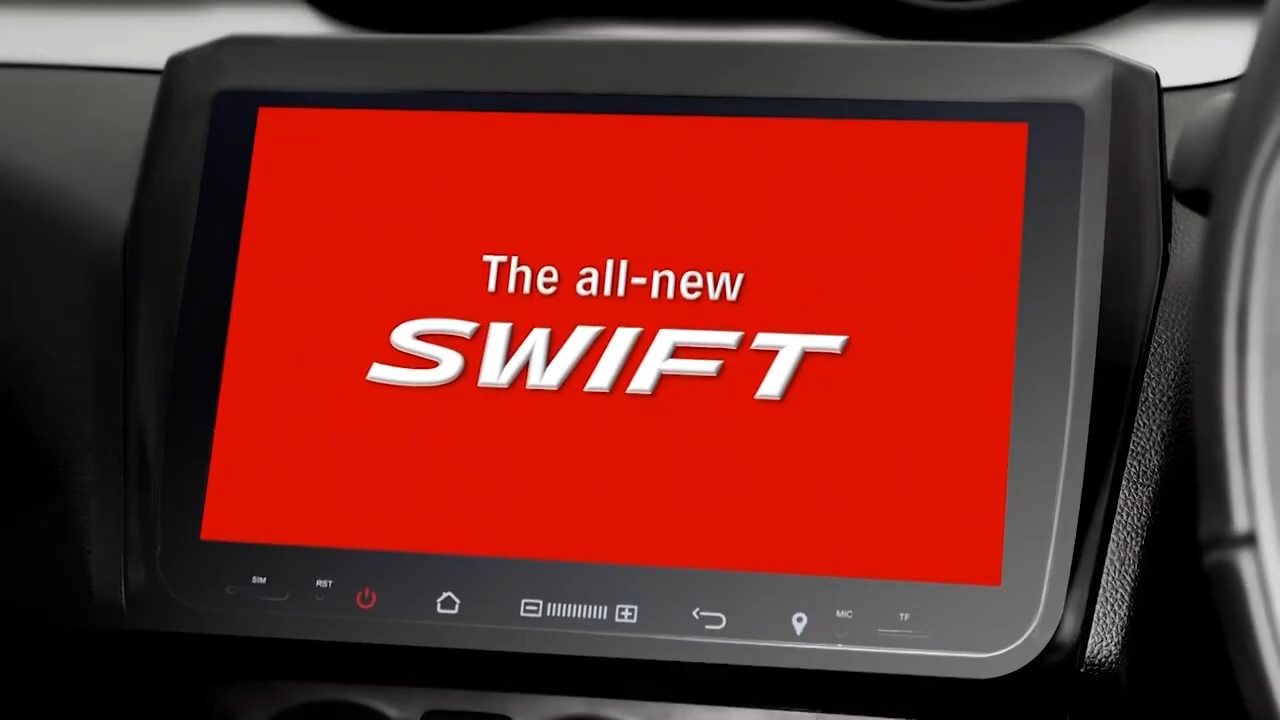 The all-new
SWIFT
SIM
RST
MIC
TF